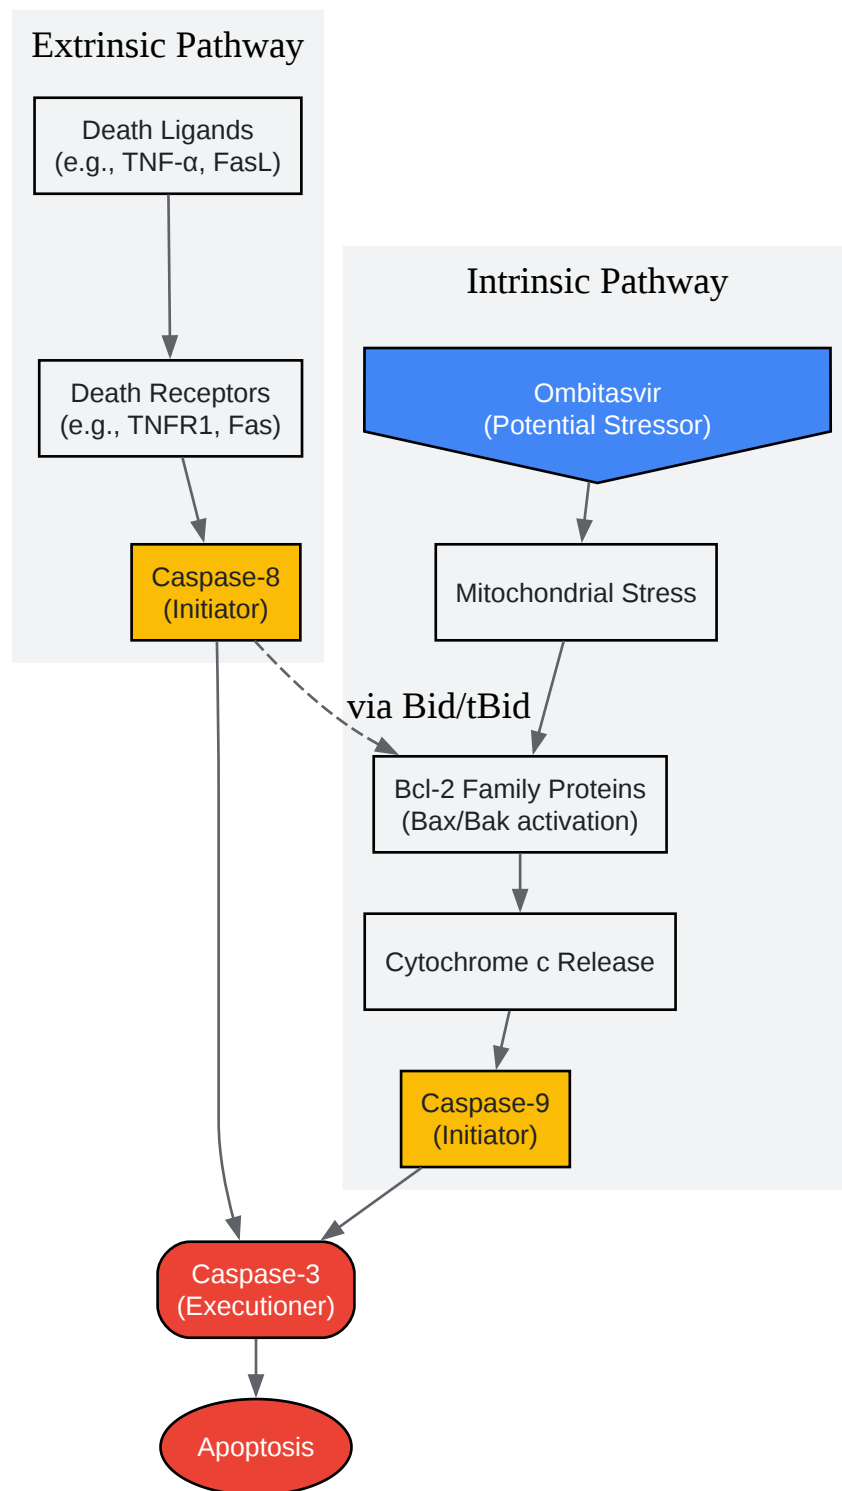 Extrinsic Pathway
Death Ligands
(e.g., TNF-α, FasL)
Death Receptors
(e.g., TNFR1, Fas)
Caspase-8
(Initiator)
Intrinsic Pathway
Ombitasvir
(Potential Stressor)
Mitochondrial Stress
via Bid/tBid
Bcl-2 Family Proteins
(Bax/Bak activation)
Cytochrome c Release
Caspase-9
(Initiator)
Caspase-3
(Executioner)
Apoptosis